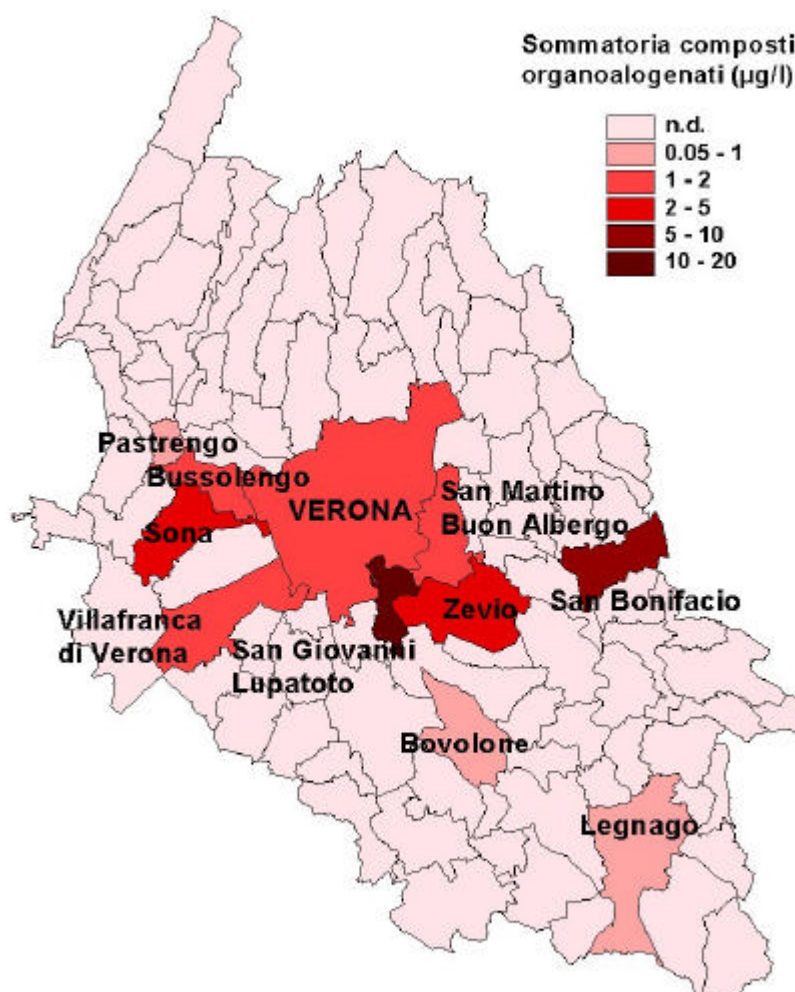 Sommatoria composti
organoalogenati (µg/l)
n.d.
0.05 - 1
1 - 2
2 - 5
5 - 10
10 - 20
Pastrengo
Bussolengo
Sona
VERONA
San Martino
Buon Albergo
San Bonifacio
Zevio
Villafranca
di Verona
San Giovanni
Lupatoto
Bovolone
Legnago